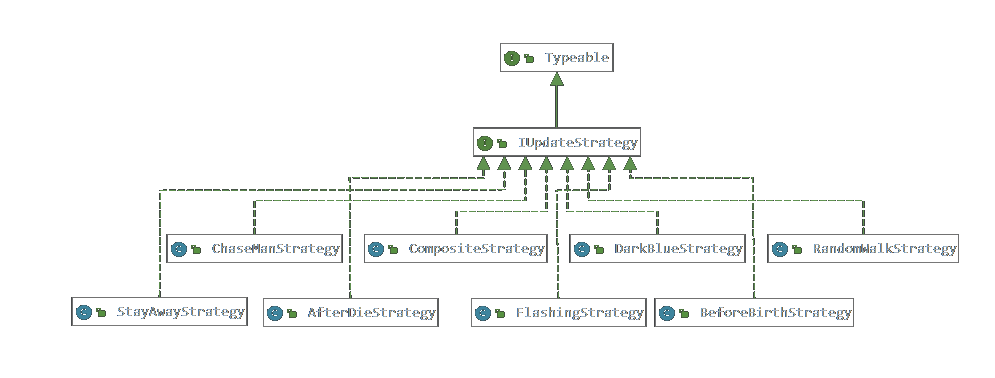 Typeable
IUpdateStrategy
ChaseManStrategy
CompositeStrategy
DarkBlueStrategy
RandomWalkStrategy
StayAwayStrategy
AfterDieStrategy
FlashingStrategy
BeforeBirthStrategy